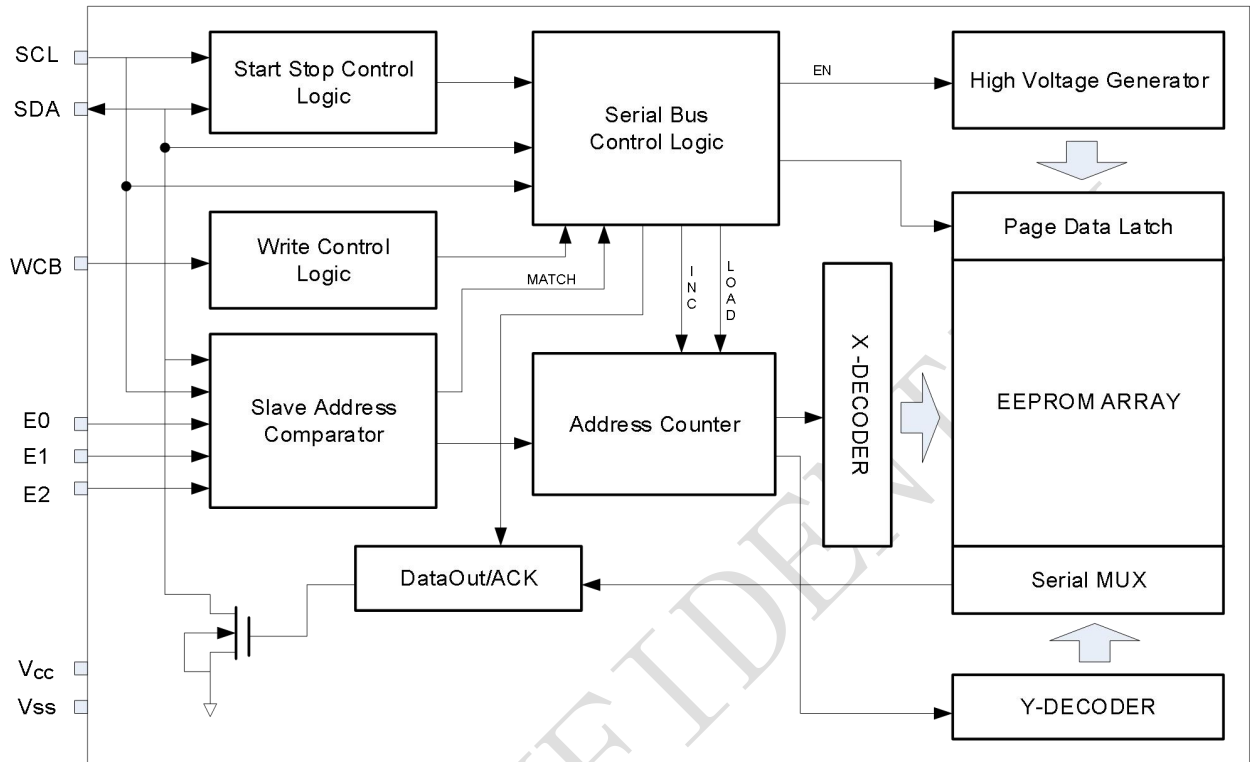 SCL
SDA
WCB
E0
E1
E2
Vcc
Vss
Start Stop Control
Logic
Serial Bus
Control Logic
EN
High Voltage Generator
Write Control
Logic
MATCH
INC
LOAD
Page Data Latch
X-DECODER
EEPROM ARRAY
Slave Address
Comparator
Address Counter
DataOut/ACK
Serial MUX
Y-DECODER